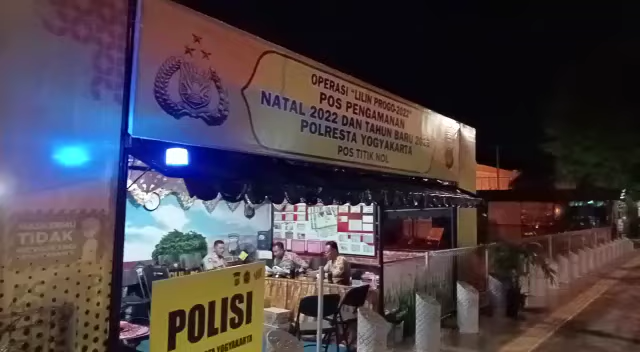 OPERASI "LILIN PROGO-2022"
POS PENGAMANAN
NATAL 2022 DAN TAHUN BARU 2023
POLRESTA YOGYAKARTA
POS TITIK NOL
TIDAK
POLISI
YOGYAKARTA